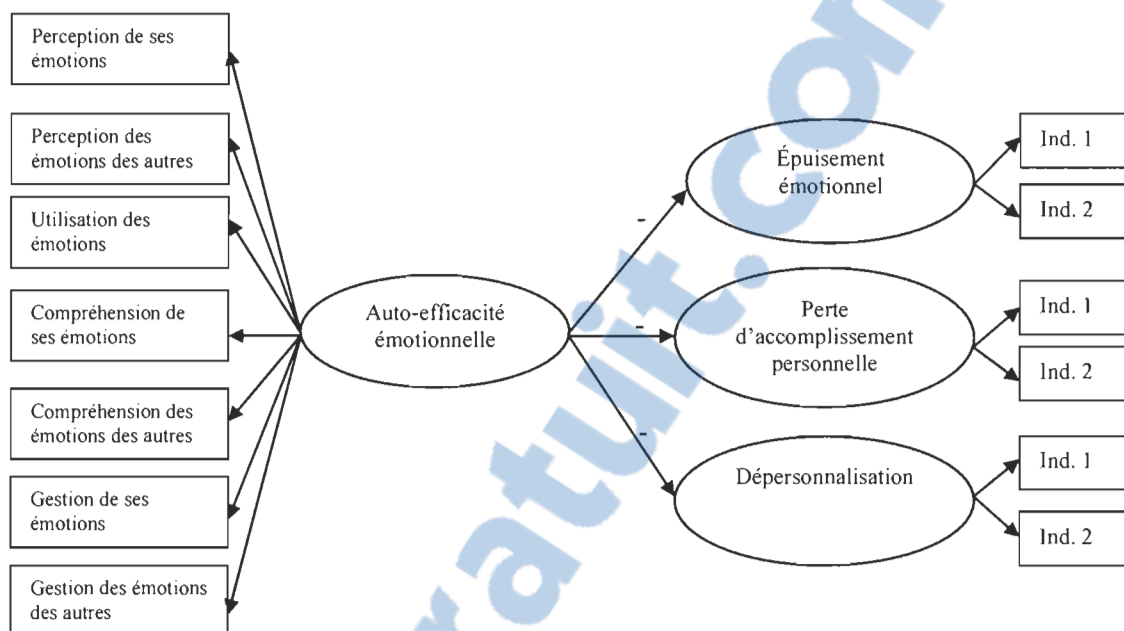 Perception de ses
émotions
Perception des
émotions des autres
Utilisation des
émotions
Compréhension de
ses émotions
Compréhension des
émotions des autres
Gestion de ses
émotions
Gestion des émotions
des autres
Auto-efficacité
émotionnelle
-
-
-
Épuisement
émotionnel
Perte
d'accomplissement
personnelle
Dépersonnalisation
Ind. 1
Ind. 2
Ind. 1
Ind. 2
Ind. 1
Ind. 2
ratuit.com